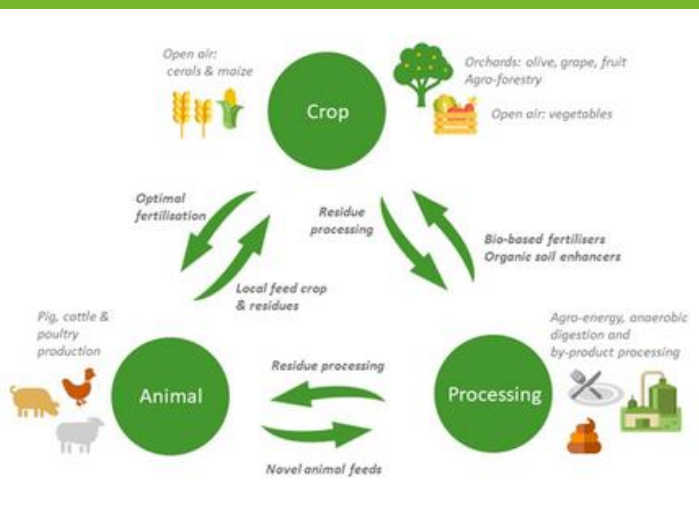 Open air:
cerals & maize
Crop
Orchards: olive, grape, fruit
Agro-forestry
Open air: vegetables
Optimal
fertilisation
Residue
processing
Bio-based fertilisers
Organic soil enhancers
Local feed crop
& residues
Pig, cattle &
poultry
production
Animal
Residue processing
Novel animal feeds
Processing
Agro-energy, anaerobic
digestion and
by-product processing